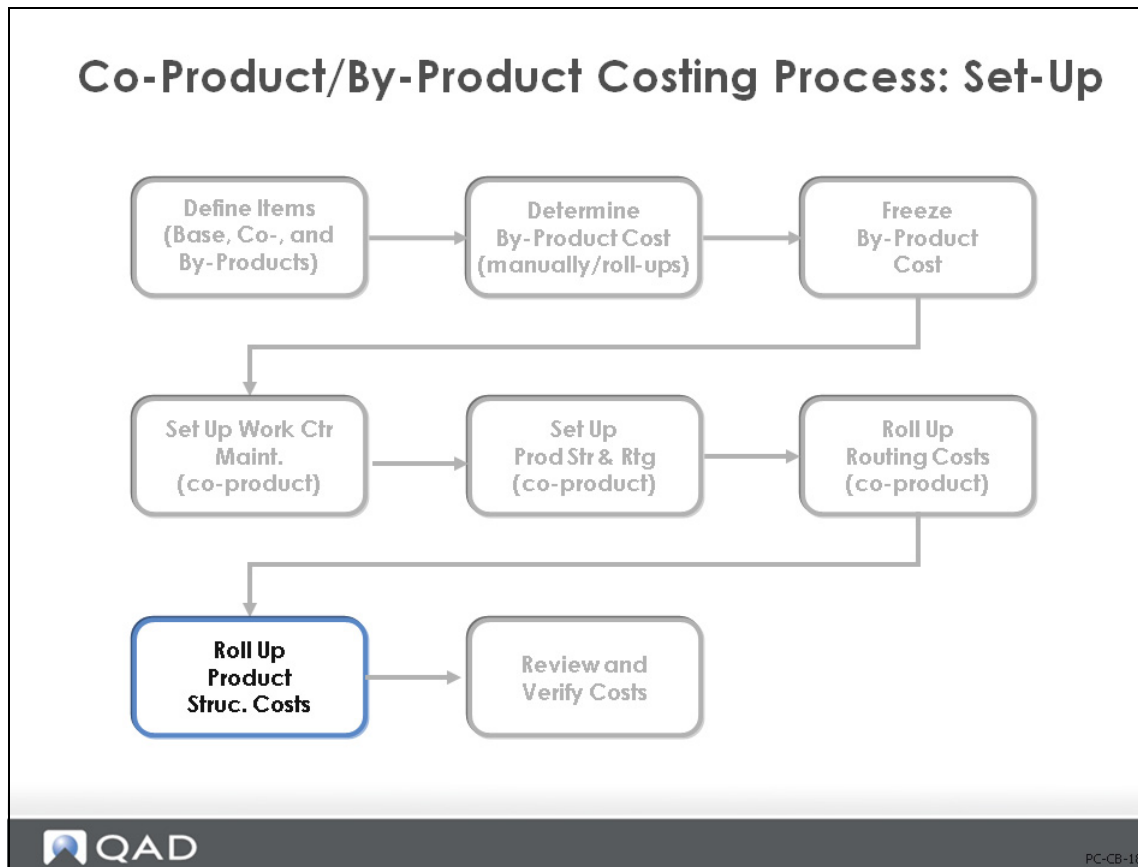 Co-Product/By-Product Costing Process: Set-Up
Define Items
(Base, Co-, and
By-Products)
Determine
By-Product Cost
(manually/roll-ups)
Freeze
By-Product
Cost
Set Up Work Ctr
Maint.
(co-product)
Set Up
Prod Str & Rtg
(co-product)
Roll Up
Routing Costs
(co-product)
Roll Up
Product
Struc. Costs
Review and
Verify Costs
QAD